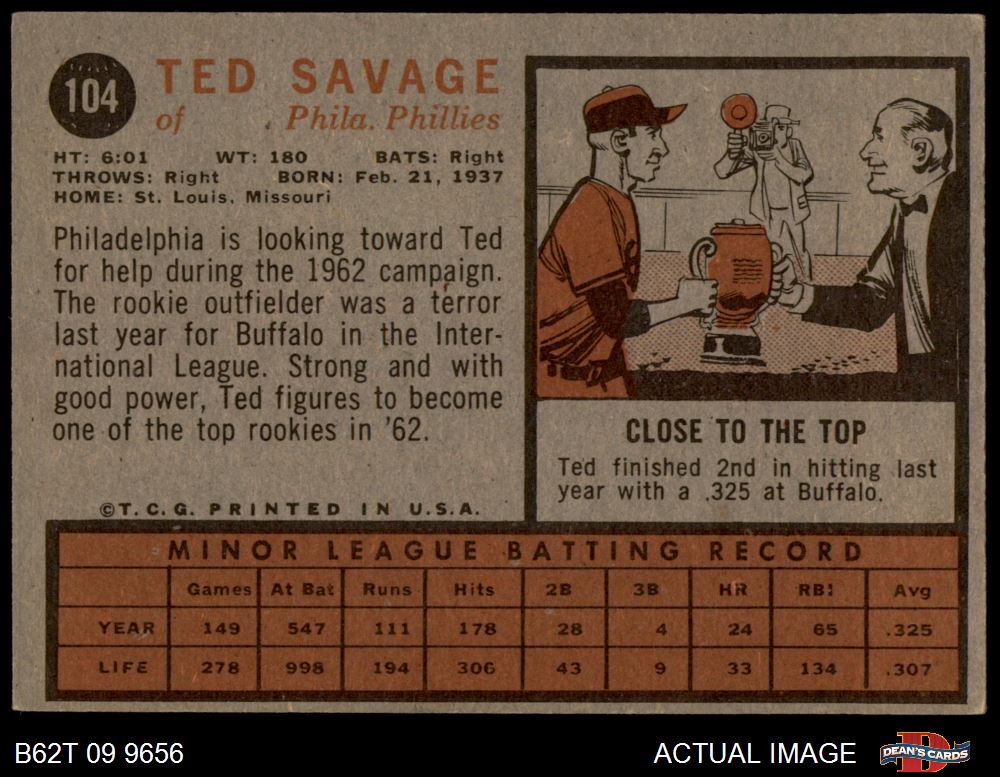 104
TED SAVAGE
of Phila. Phillies
HT: 6:01 WT: 180 BATS: Right
THROWS: Right BORN: Feb. 21, 1937
HOME: St. Louis, Missouri
Philadelphia is looking toward Ted
for help during the 1962 campaign.
The rookie outfielder was a terror
last year for Buffalo in the Inter-
national League. Strong and with
good power, Ted figures to become
one of the top rookies in '62.
©T.C.G. PRINTED IN U.S.A.
CLOSE TO THE TOP
Ted finished 2nd in hitting last
year with a .325 at Buffalo.
MINOR LEAGUE BATTING RECORD
Games At Bat Runs Hits 2B 3B HR RBI Avg
YEAR 149 547 111 178 28 4 24 65 .325
LIFE 278 998 194 306 43 9 33 134 .307
B62T 09 9656
ACTUAL IMAGE
DEAN'S CARDS